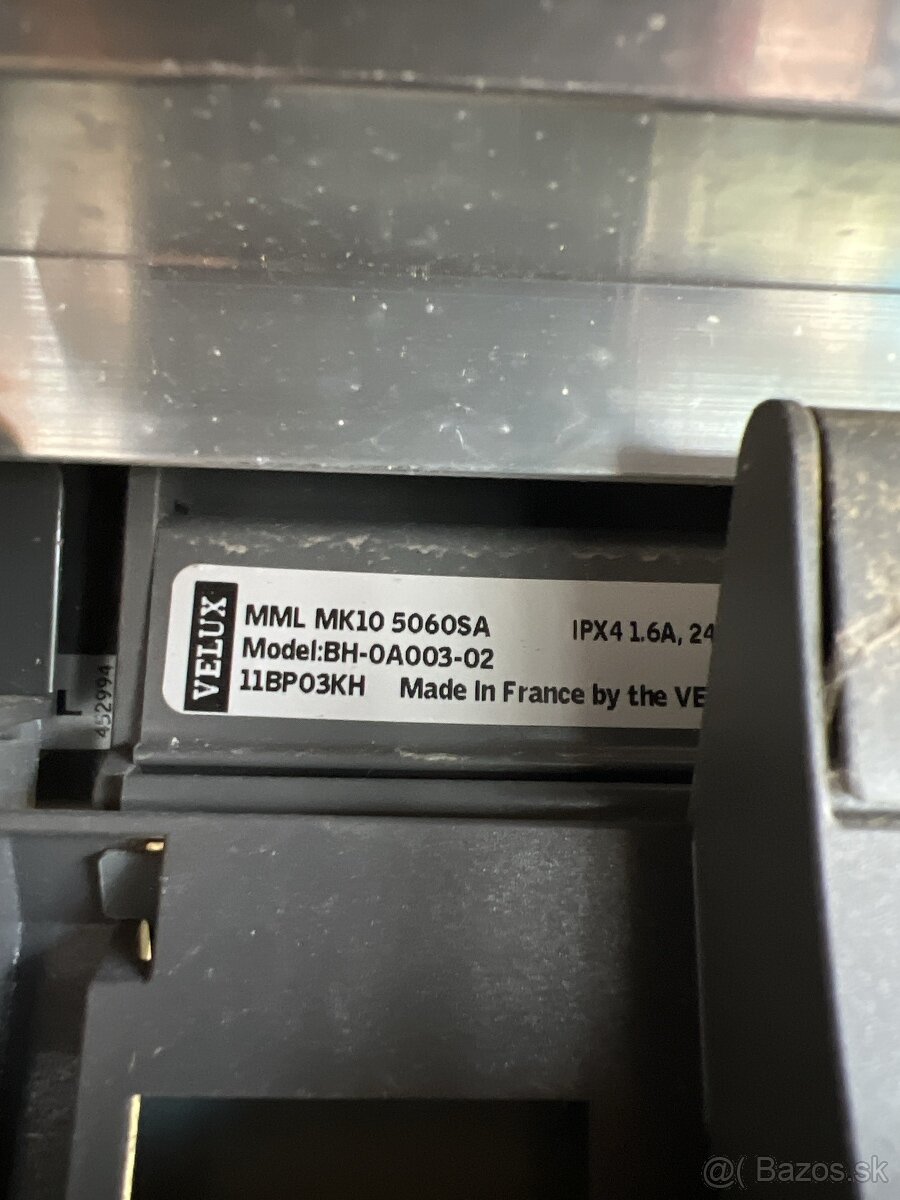 VELUX
MML MK10 5060SA IPX4 1.6A, 24
Model:BH-0A003-02
11BP03KH Made In France by the VE
452994
@( Bazos.sk